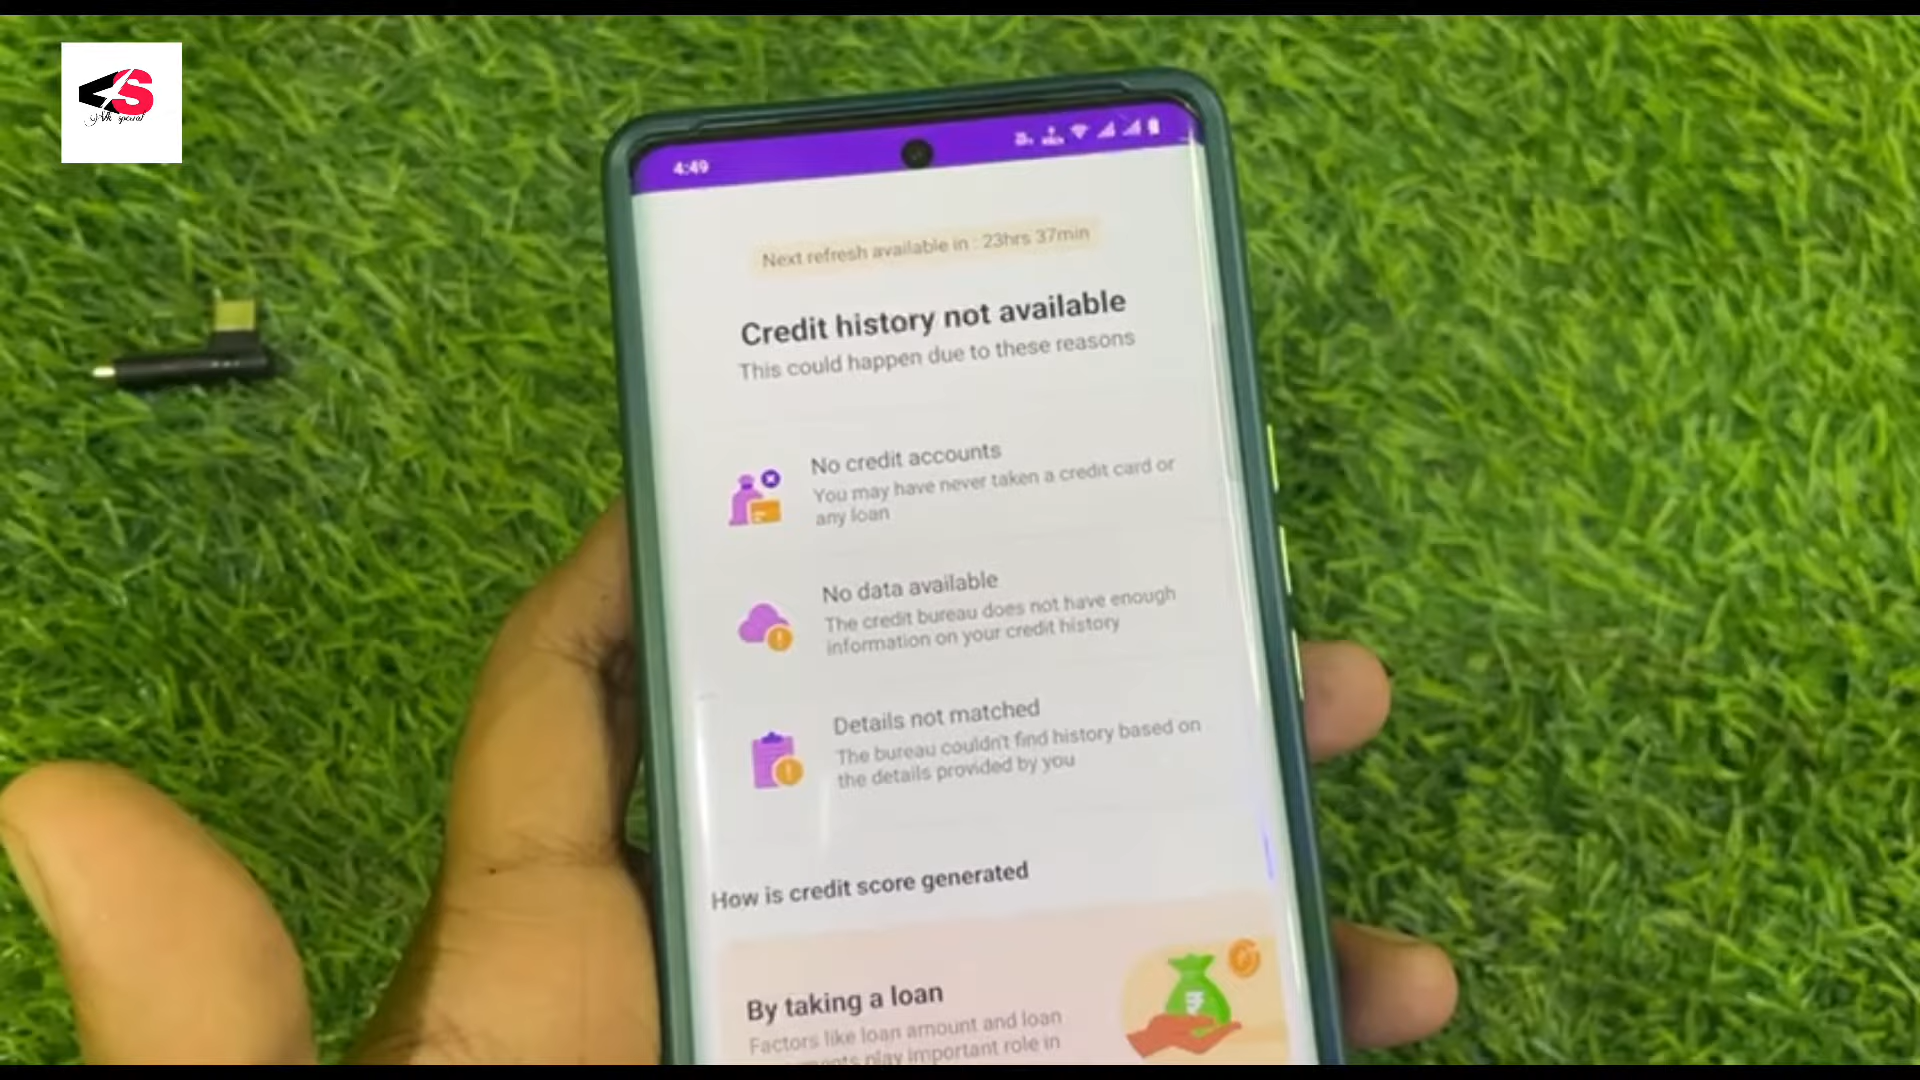 S
4:49
Next refresh available in : 23hrs 37min
Credit history not available
This could happen due to these reasons
No credit accounts
You may have never taken a credit card or
any loan
No data available
The credit bureau does not have enough
information on your credit history
Details not matched
The bureau couldn't find history based on
the details provided by you
How is credit score generated
By taking a loan
Factors like loan amount and loan
play important role in